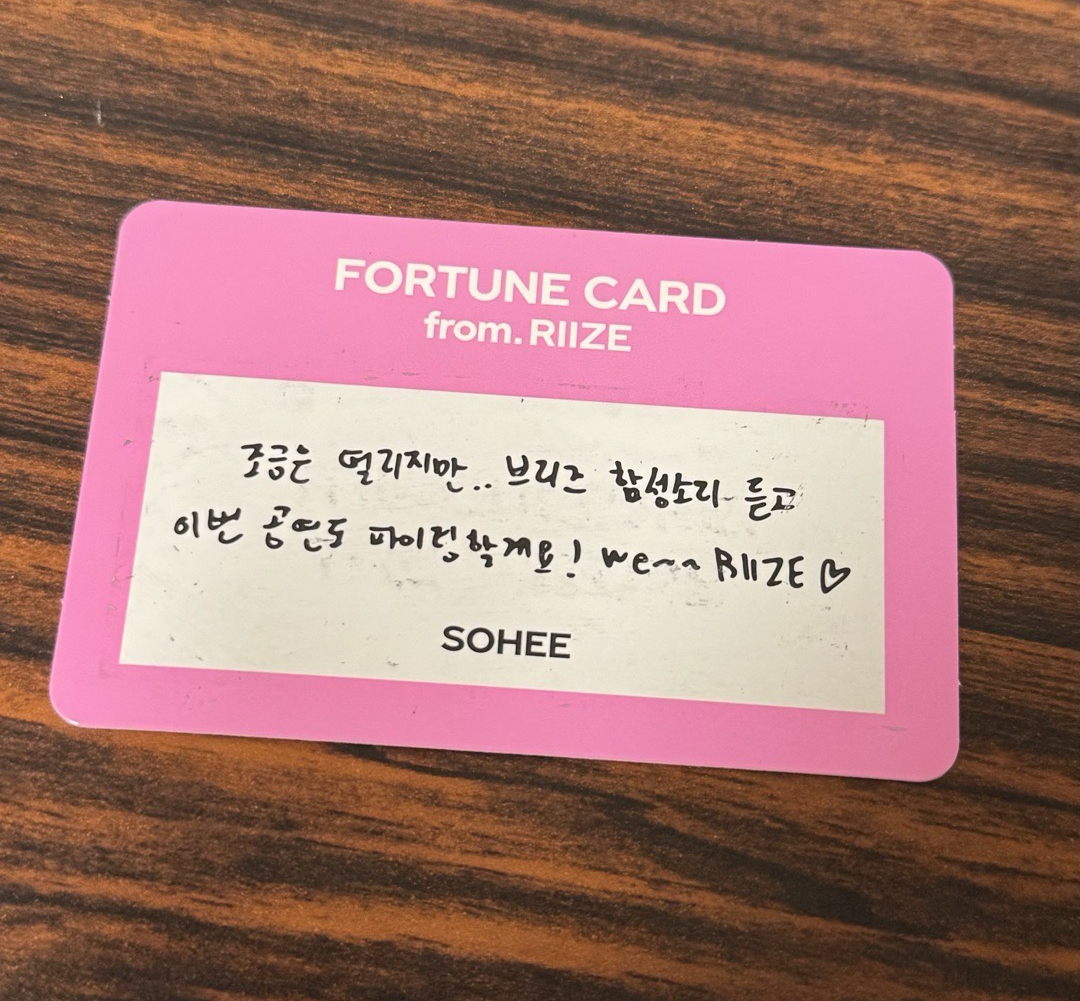 FORTUNE CARD
from. RIIZE
조금은 떨리지만.. 브리즈 함성소리 듣고
이번 공연도 파이팅할게요! We~~ RIIZE ♡
SOHEE